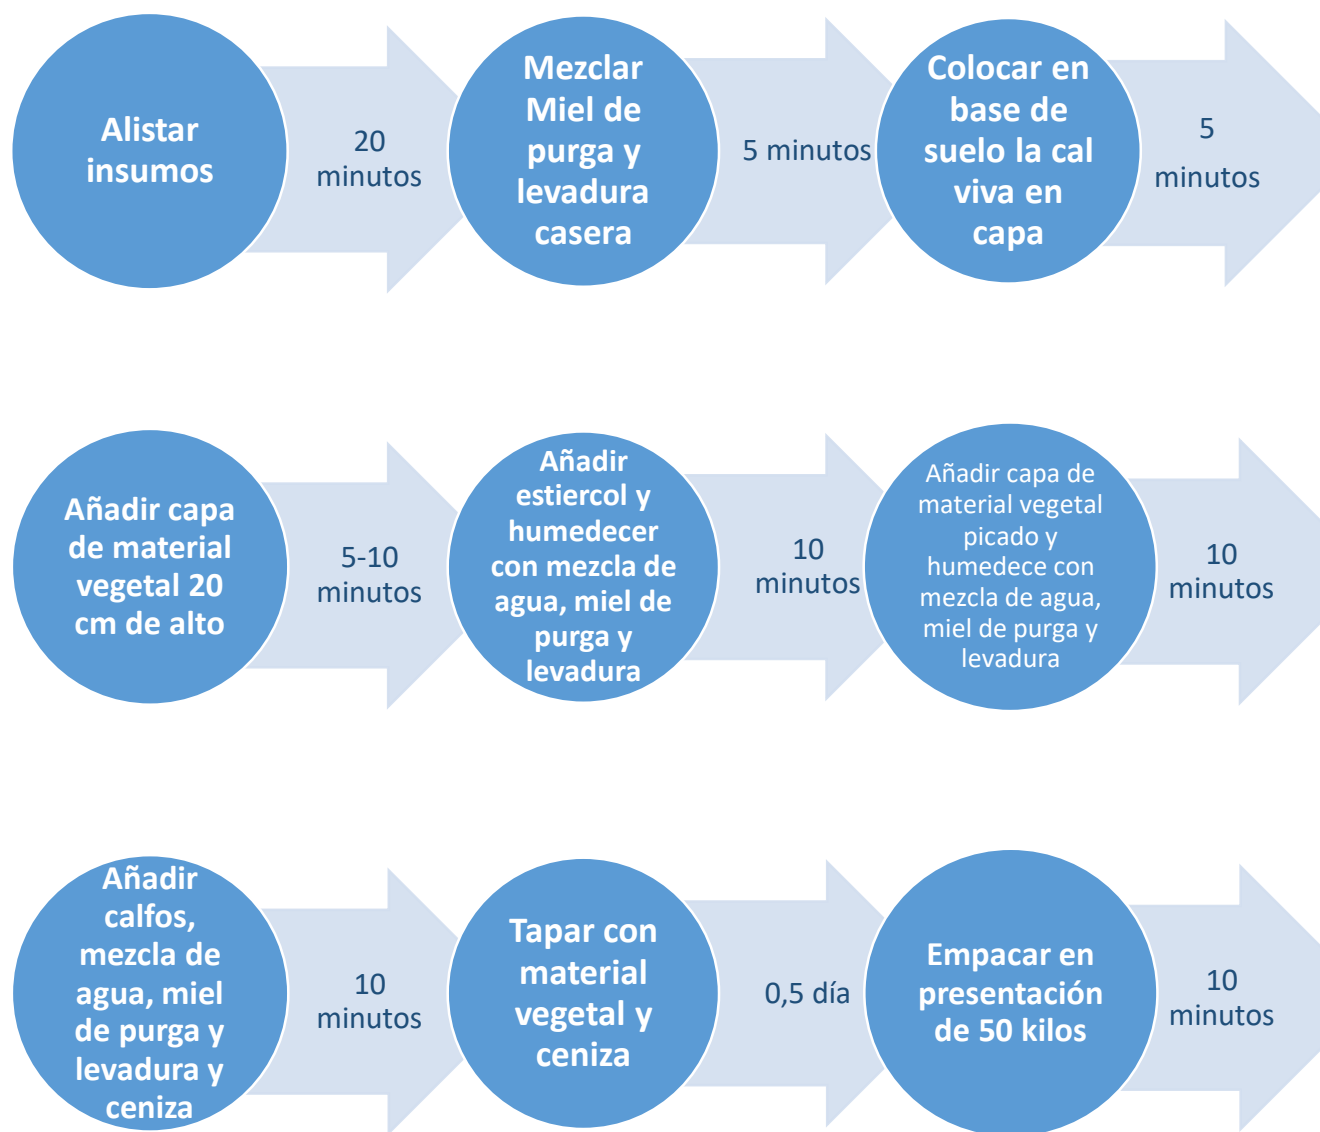 Alistar
insumos
20
minutos
Mezclar
Miel de
purga y
levadura
casera
5 minutos
Colocar en
base de
suelo la cal
viva en
capa
5
minutos
Añadir capa
de material
vegetal 20
cm de alto
5-10
minutos
Añadir
estiercol y
humedecer
con mezcla de
agua, miel de
purga y
levadura
10
minutos
Añadir capa de
material vegetal
picado y
humedece con
mezcla de agua,
miel de purga y
levadura
10
minutos
Añadir
calfos,
mezcla de
agua, miel
de purga y
levadura y
ceniza
10
minutos
Tapar con
material
vegetal y
ceniza
0,5 día
Empacar en
presentación
de 50 kilos
10
minutos